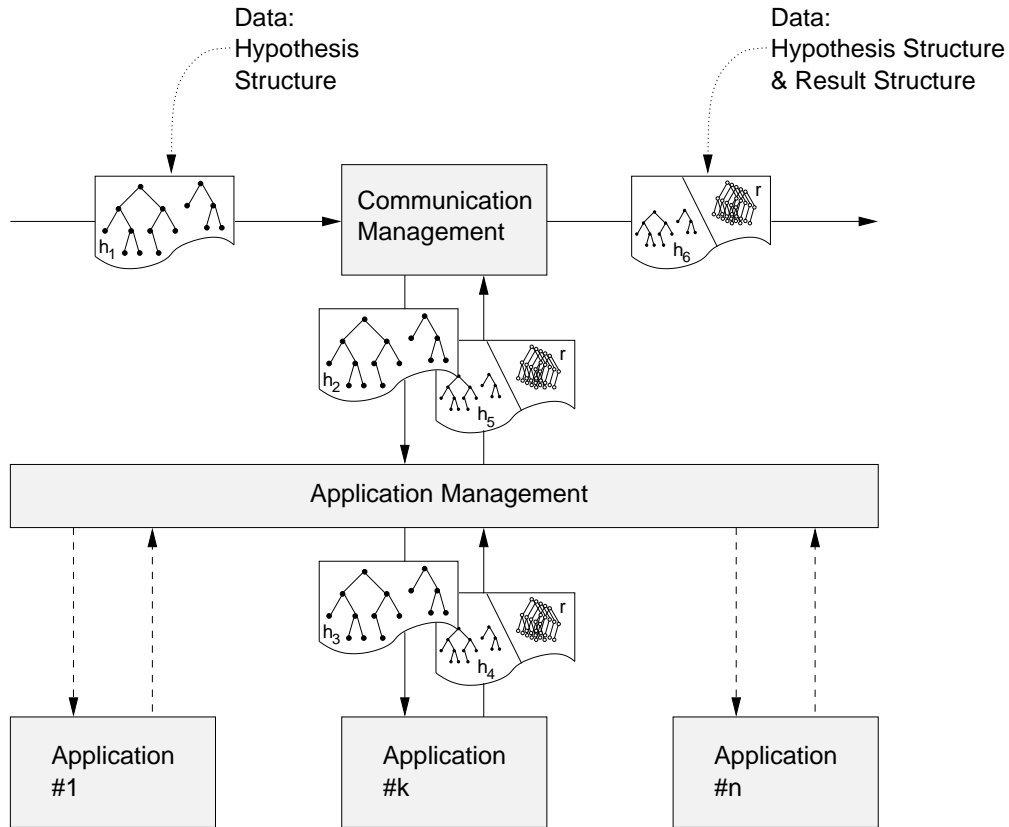 Data:
Hypothesis
Structure
Data:
Hypothesis Structure
& Result Structure
h1
Communication
Management
h6
r
h2
h5
r
Application Management
h3
h4
r
Application
#1
Application
#k
Application
#n